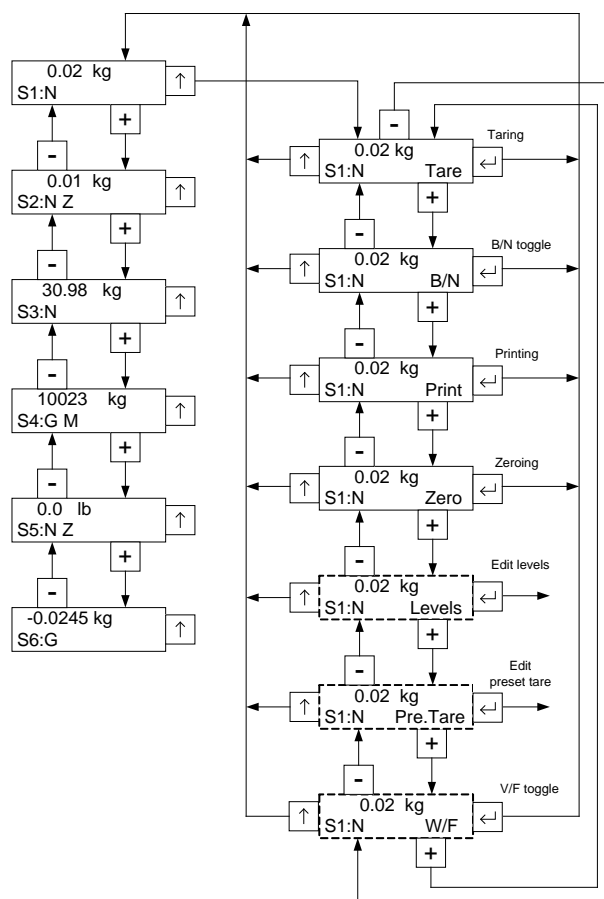 0.02 kg
S1:N
↑
+
-
0.01 kg
S2:N Z
↑
+
-
30.98 kg
S3:N
↑
+
-
10023 kg
S4:G M
↑
+
-
0.0 lb
S5:N Z
↑
+
-
-0.0245 kg
S6:G
↑
-
0.02 kg
S1:N Tare
↑
↵
Taring
+
-
0.02 kg
S1:N B/N
↑
↵
B/N toggle
+
-
0.02 kg
S1:N Print
↑
↵
Printing
+
-
0.02 kg
S1:N Zero
↑
↵
Zeroing
+
-
0.02 kg
S1:N Levels
↑
↵
Edit levels
+
-
0.02 kg
S1:N Pre.Tare
↑
↵
Edit
preset tare
+
-
0.02 kg
S1:N W/F
↑
↵
V/F toggle
+